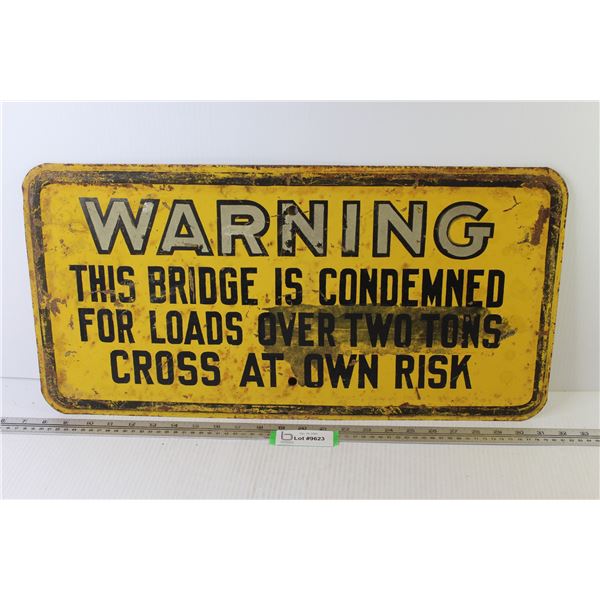 WARNING
THIS BRIDGE IS CONDEMNED
FOR LOADS OVER TWO TONS
CROSS AT OWN RISK
Lot #9623